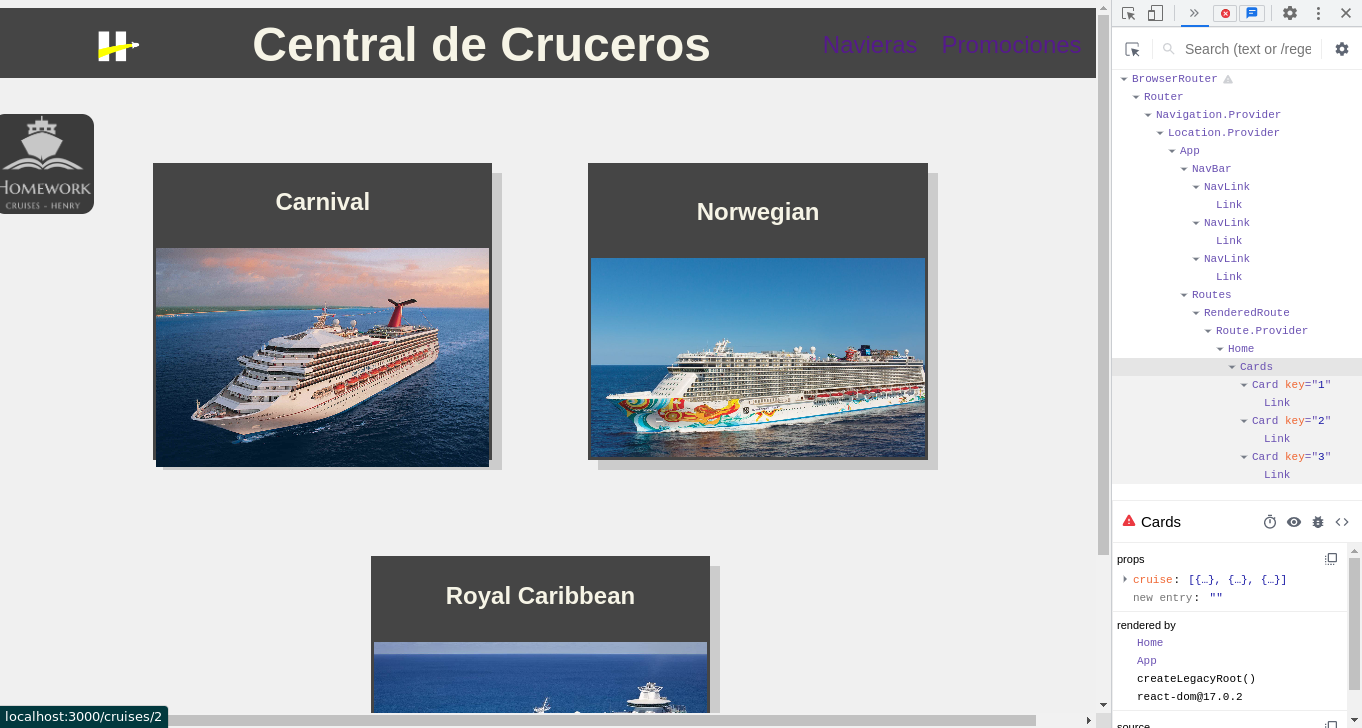 Central de Cruceros
Navieras Promociones
HOMEWORK
CRUISES - HENRY
Carnival
Norwegian
Royal Caribbean
localhost:3000/cruises/2
Search (text or /rege
BrowserRouter
Router
Navigation.Provider
Location.Provider
App
NavBar
NavLink
Link
NavLink
Link
NavLink
Link
Routes
RenderedRoute
Route.Provider
Home
Cards
Card key="1"
Link
Card key="2"
Link
Card key="3"
Link
Cards
props
cruise: [{…}, {…}, {…}]
new entry: ""
rendered by
Home
App
createLegacyRoot()
react-dom@17.0.2
source